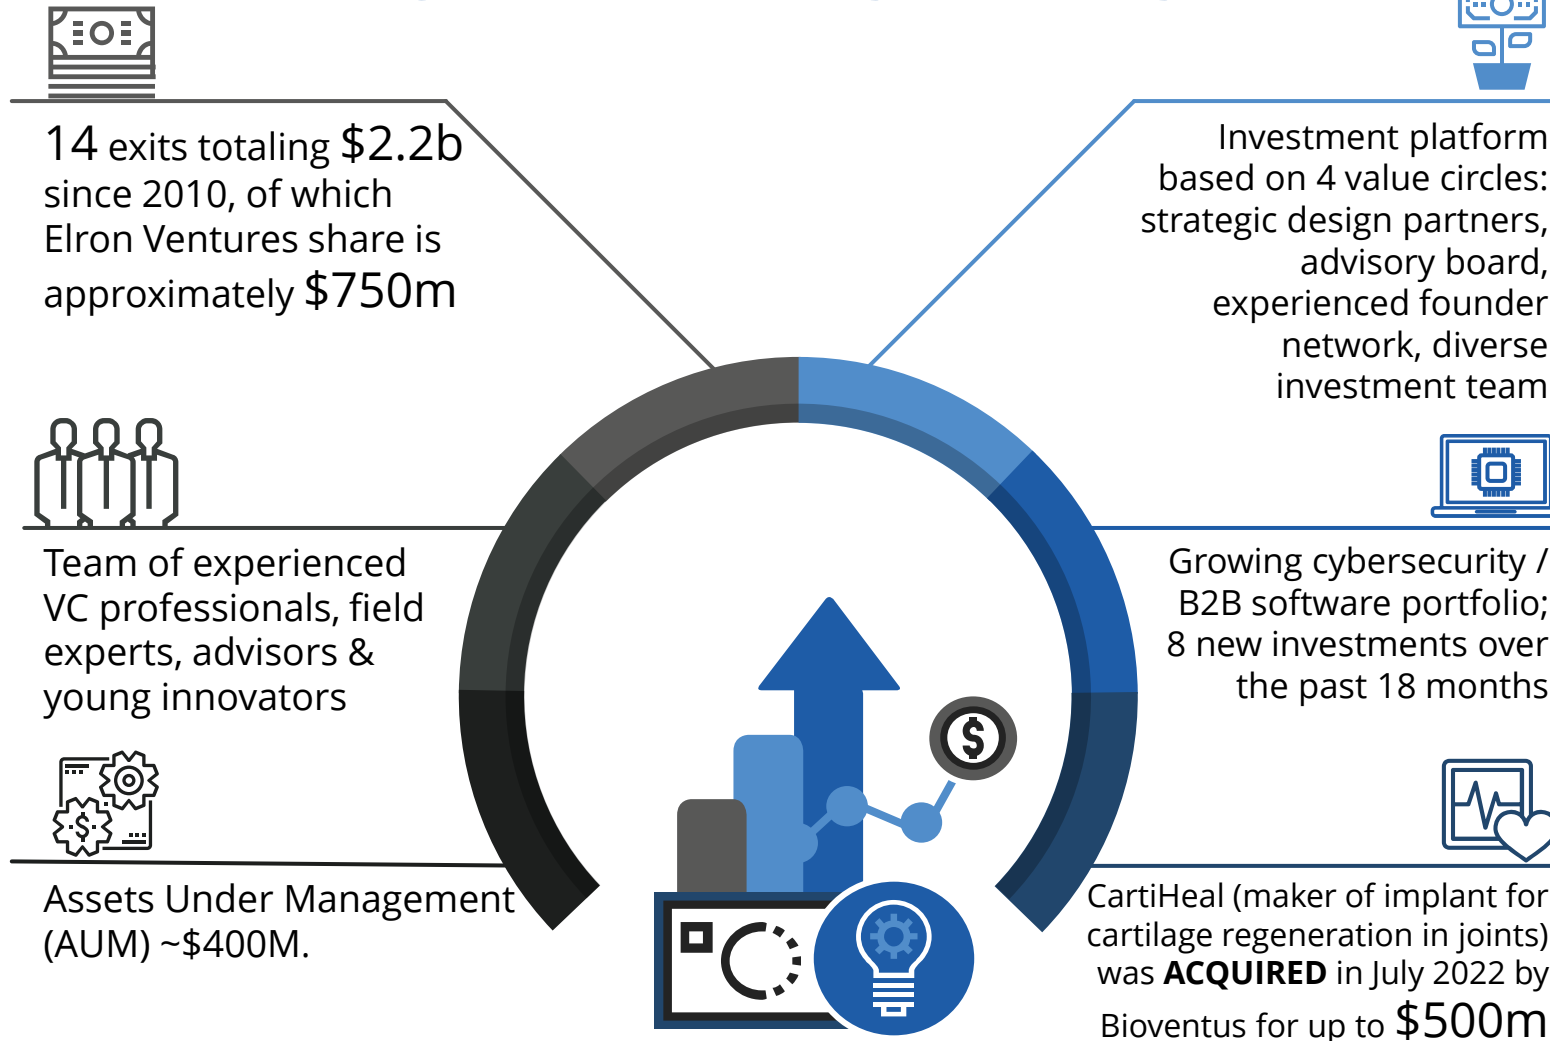 14 exits totaling $2.2b
since 2010, of which
Elron Ventures share is
approximately $750m
Team of experienced
VC professionals, field
experts, advisors &
young innovators
Assets Under Management
(AUM) ~$400M.
Investment platform
based on 4 value circles:
strategic design partners,
advisory board,
experienced founder
network, diverse
investment team
Growing cybersecurity /
B2B software portfolio;
8 new investments over
the past 18 months
CartiHeal (maker of implant for
cartilage regeneration in joints)
was ACQUIRED in July 2022 by
Bioventus for up to $500m
$
$